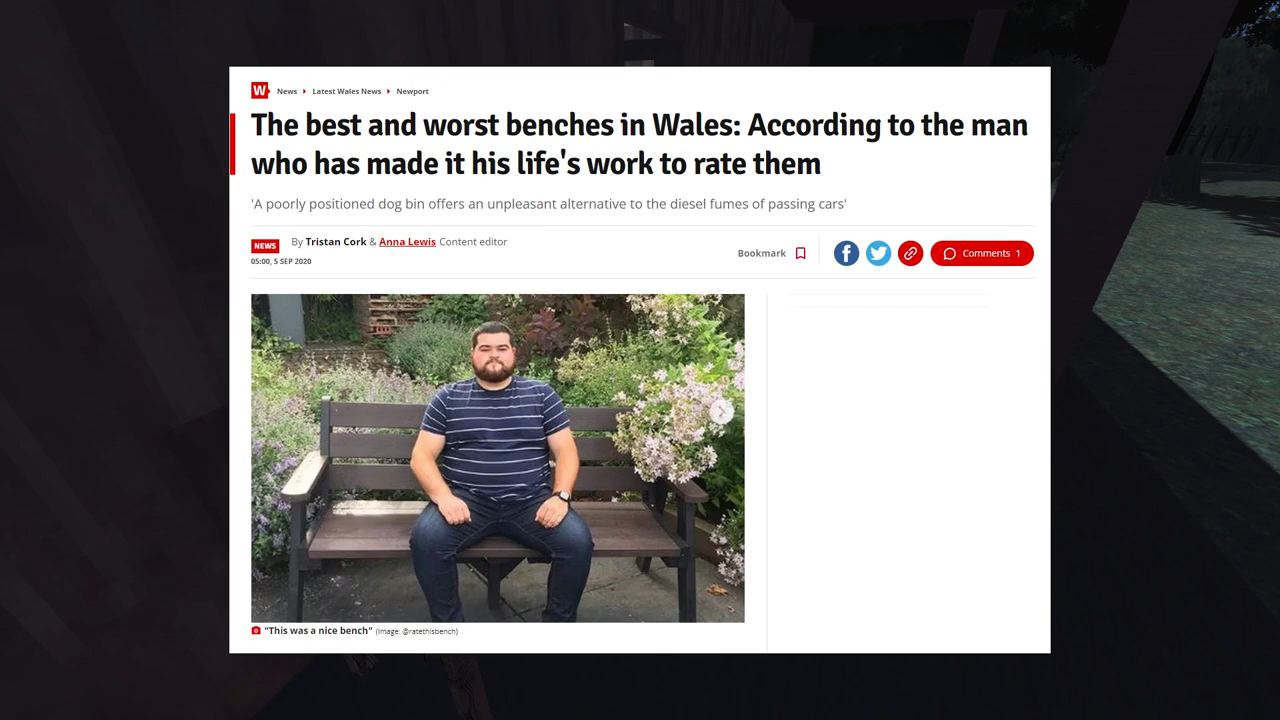 W News Latest Wales News Newport
The best and worst benches in Wales: According to the man
who has made it his life's work to rate them
'A poorly positioned dog bin offers an unpleasant alternative to the diesel fumes of passing cars'
NEWS By Tristan Cork & Anna Lewis Content editor
05:00, 5 SEP 2020
Bookmark
Comments 1
"This was a nice bench" (Image: @ratethisbench)